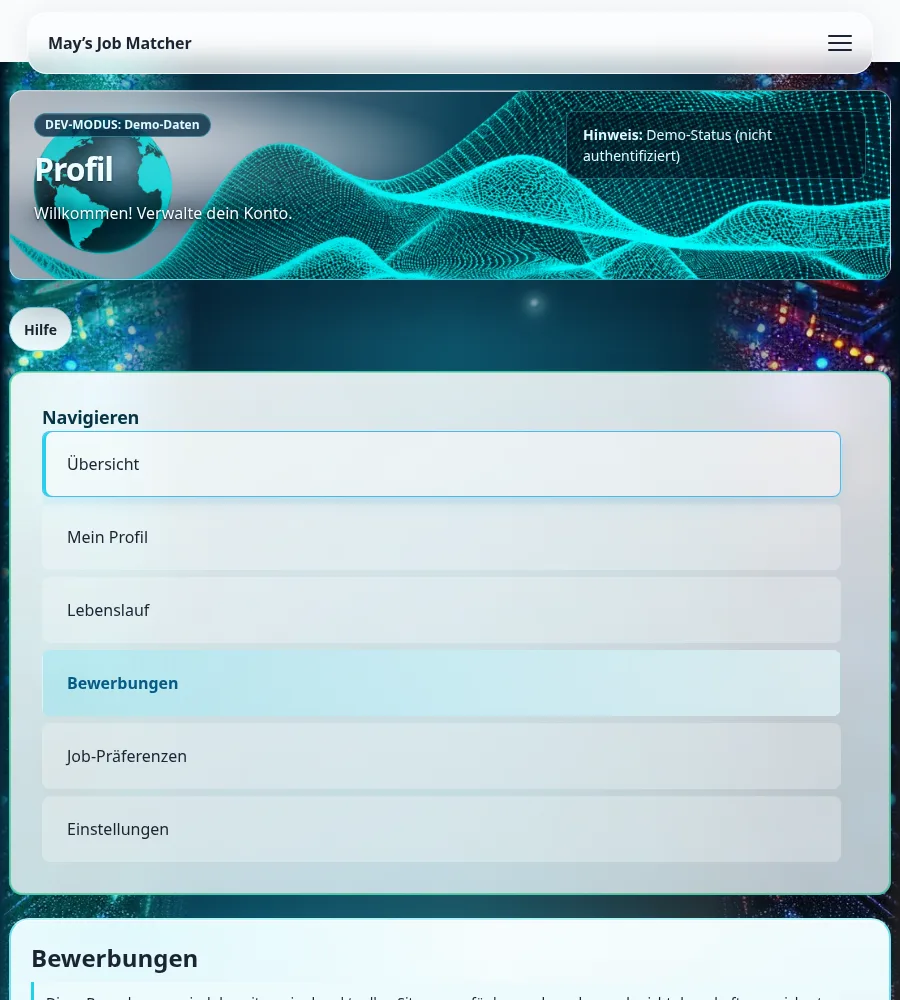 May’s Job Matcher
DEV-MODUS: Demo-Daten
Profil
Willkommen! Verwalte dein Konto.
Hinweis: Demo-Status (nicht
authentifiziert)
Hilfe
Navigieren
Übersicht
Mein Profil
Lebenslauf
Bewerbungen
Job-Präferenzen
Einstellungen
Bewerbungen